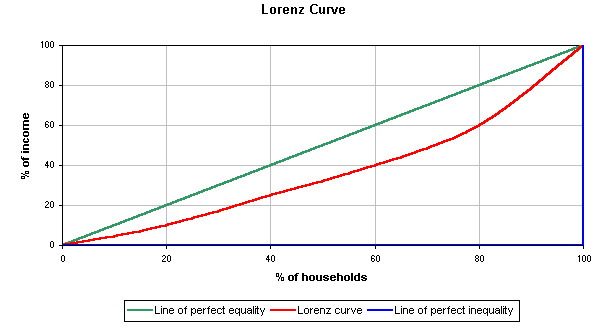 Lorenz Curve
% of income
100
80
60
40
20
0
0 20 40 60 80 100
% of households
Line of perfect equality Lorenz curve Line of perfect inequality